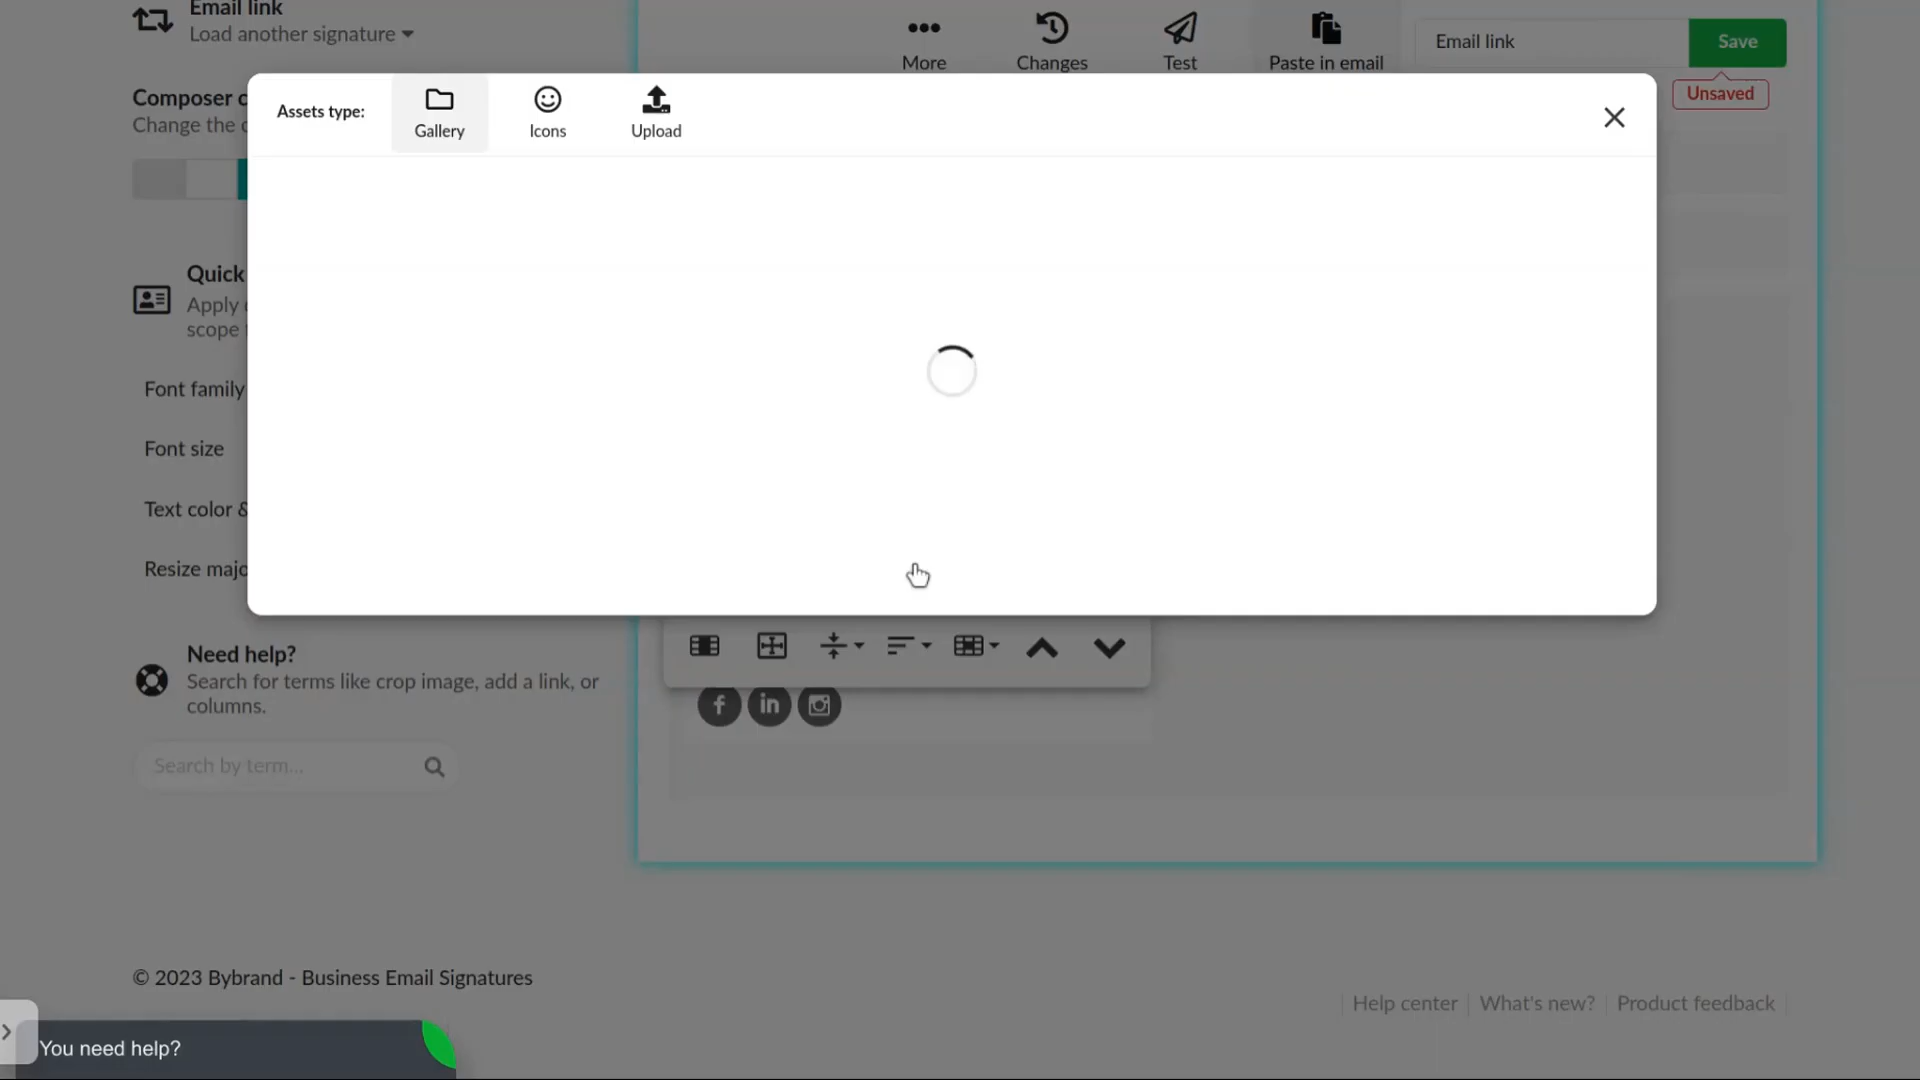 Email link
Load another signature
More
Changes
Test
Paste in email
Email link
Save
Unsaved
Composer c
Change the c
Assets type:
Gallery
Icons
Upload
Quick
Apply
scope
Font family
Font size
Text color &
Resize majo
Need help?
Search for terms like crop image, add a link, or
columns.
Search by term...
© 2023 Bybrand - Business Email Signatures
Help center
What's new?
Product feedback
You need help?